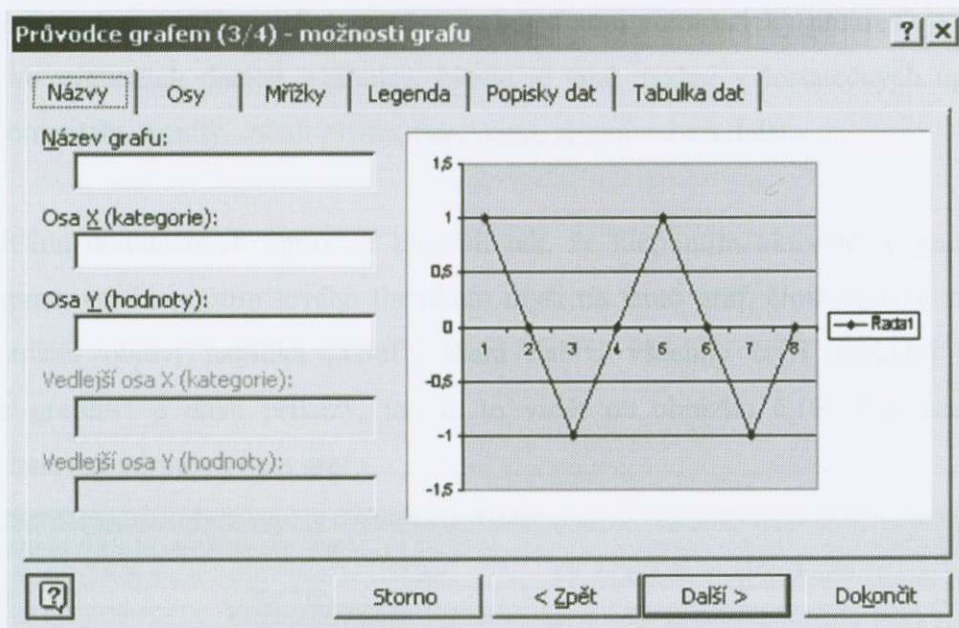 Průvodce grafem (3/4) - možnosti grafu
Názvy Osy Mřížky Legenda Popisky dat Tabulka dat
Název grafu:
Osa X (kategorie):
Osa Y (hodnoty):
Vedlejší osa X (kategorie):
Vedlejší osa Y (hodnoty):
1,5
1
0,5
0
-0,5
-1
-1,5
1 2 3 4 5 6 7 8
Řada1
Storno < Zpět Další > Dokončit